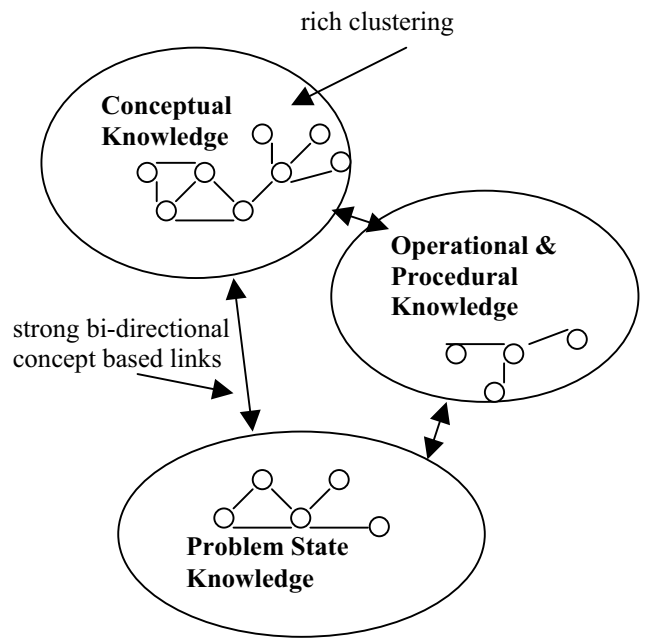 rich clustering
Conceptual
Knowledge
Operational &
Procedural
Knowledge
strong bi-directional
concept based links
Problem State
Knowledge